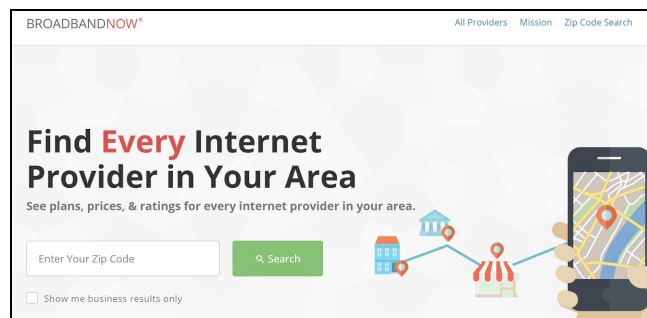 BROADBANDNOW®
All Providers Mission Zip Code Search
Find Every Internet
Provider in Your Area
See plans, prices, & ratings for every internet provider in your area.
Enter Your Zip Code
Search
Show me business results only